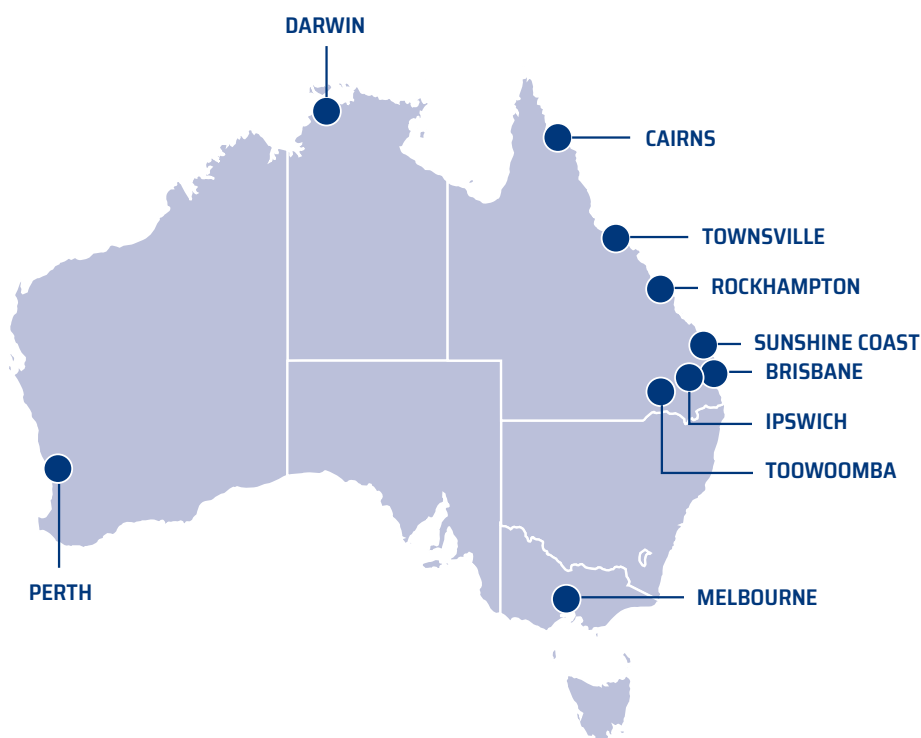 DARWIN
CAIRNS
TOWNSVILLE
ROCKHAMPTON
SUNSHINE COAST
BRISBANE
IPSWICH
TOOWOOMBA
PERTH
MELBOURNE